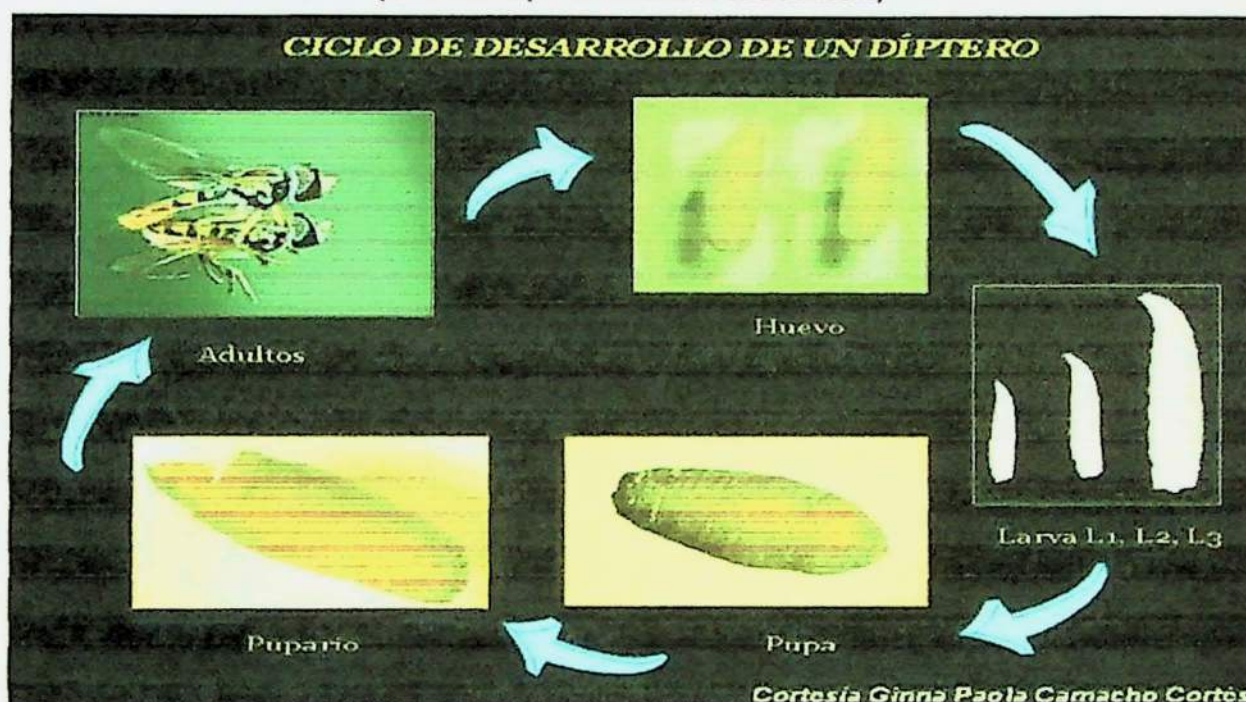 CICLO DE DESARROLLO DE UN DÍPTERO
Adultos
Huevo
Larva L1, L2, L3
Pupa
Pupario
Cortesía Ginna Paola Camacho Cortés